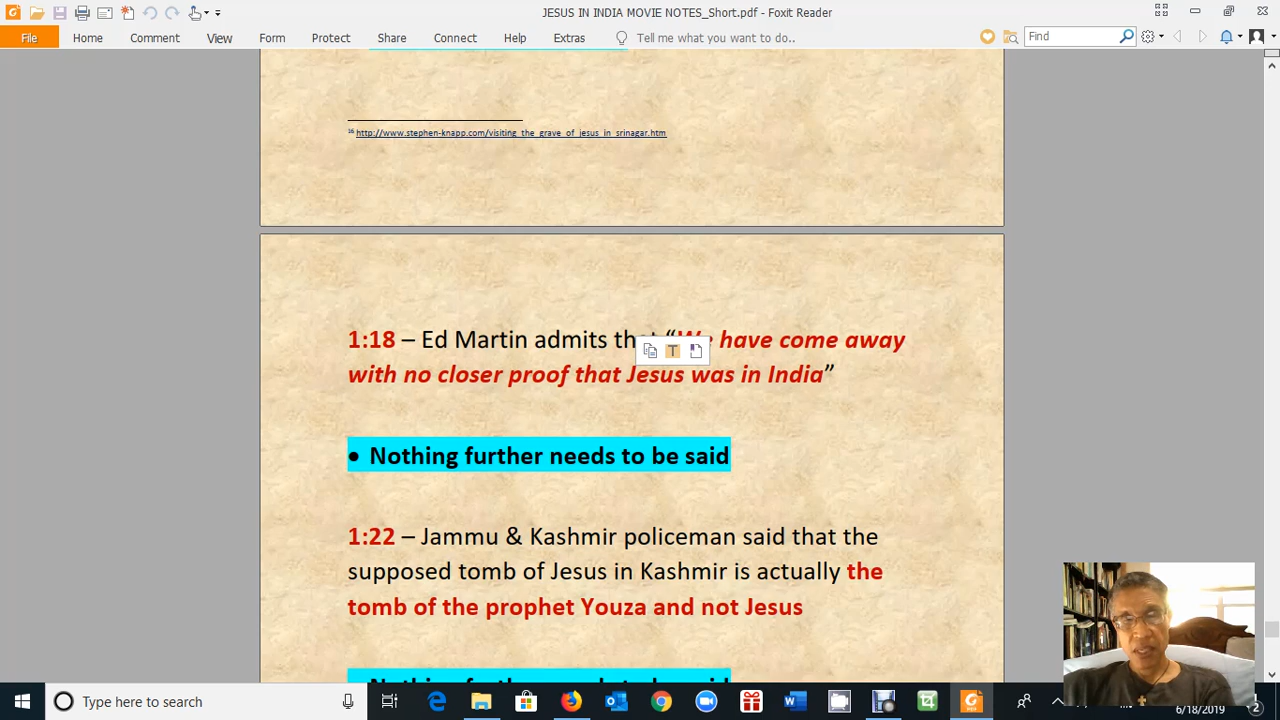 JESUS IN INDIA MOVIE NOTES_Short.pdf - Foxit Reader
File Home Comment View Form Protect Share Connect Help Extras Tell me what you want to do.. Find
16 http://www.stephen-knapp.com/visiting_the_grave_of_jesus_in_srinagar.htm
1:18 – Ed Martin admits that “We have come away
with no closer proof that Jesus was in India”
• Nothing further needs to be said
1:22 – Jammu & Kashmir policeman said that the
supposed tomb of Jesus in Kashmir is actually the
tomb of the prophet Youza and not Jesus
Type here to search
6/18/2019
2